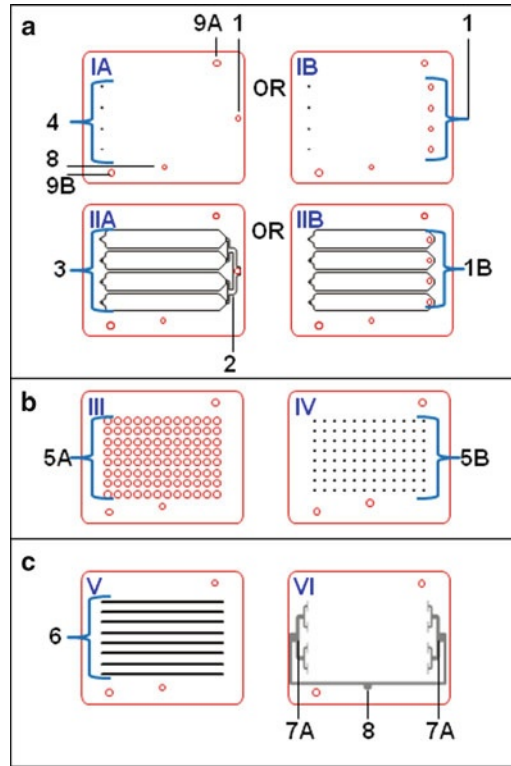 a
9A 1 1
IA OR IB
4
8
9B
IIA OR IIB
3 1B
2
b
III IV
5A 5B
c
V VI
6
7A 8 7A